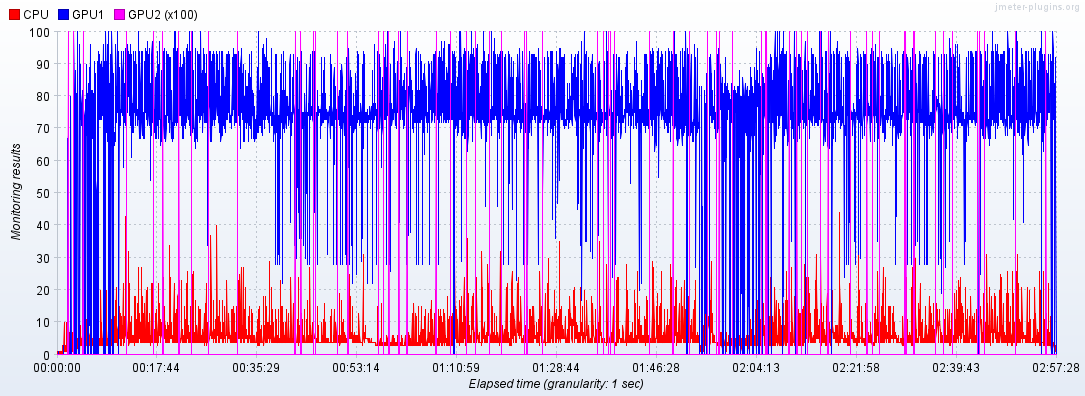 CPU GPU1 GPU2 (x100)
jmeter-plugins.org
100
90
80
70
60
50
40
30
20
10
0
Monitoring results
00:00:00 00:17:44 00:35:29 00:53:14 01:10:59 01:28:44 01:46:28 02:04:13 02:21:58 02:39:43 02:57:28
Elapsed time (granularity: 1 sec)